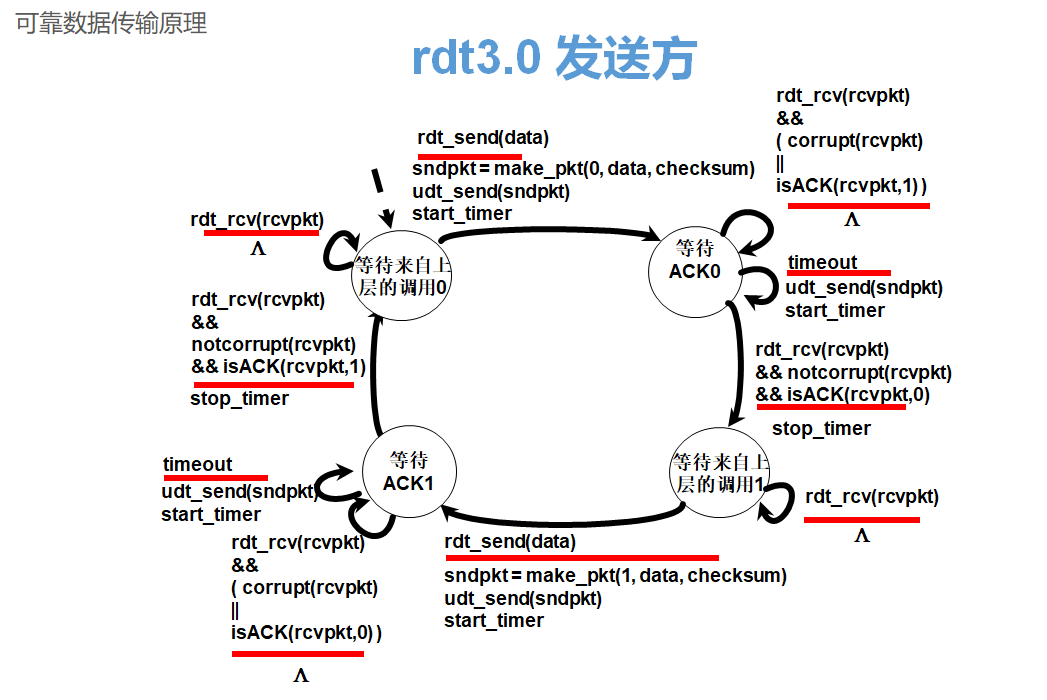 可靠数据传输原理
rdt3.0 发送方
rdt_send(data)
sndpkt = make_pkt(0, data, checksum)
udt_send(sndpkt)
start_timer
rdt_rcv(rcvpkt)
&&
( corrupt(rcvpkt)
||
isACK(rcvpkt,1) )
Λ
rdt_rcv(rcvpkt)
Λ
等待来自上
层的调用0
等待
ACK0
timeout
udt_send(sndpkt)
start_timer
rdt_rcv(rcvpkt)
&&
notcorrupt(rcvpkt)
&& isACK(rcvpkt,1)
stop_timer
rdt_rcv(rcvpkt)
&& notcorrupt(rcvpkt)
&& isACK(rcvpkt,0)
stop_timer
timeout
udt_send(sndpkt)
start_timer
等待
ACK1
等待来自上
层的调用1
rdt_rcv(rcvpkt)
Λ
rdt_rcv(rcvpkt)
&&
( corrupt(rcvpkt)
||
isACK(rcvpkt,0) )
Λ
rdt_send(data)
sndpkt = make_pkt(1, data, checksum)
udt_send(sndpkt)
start_timer